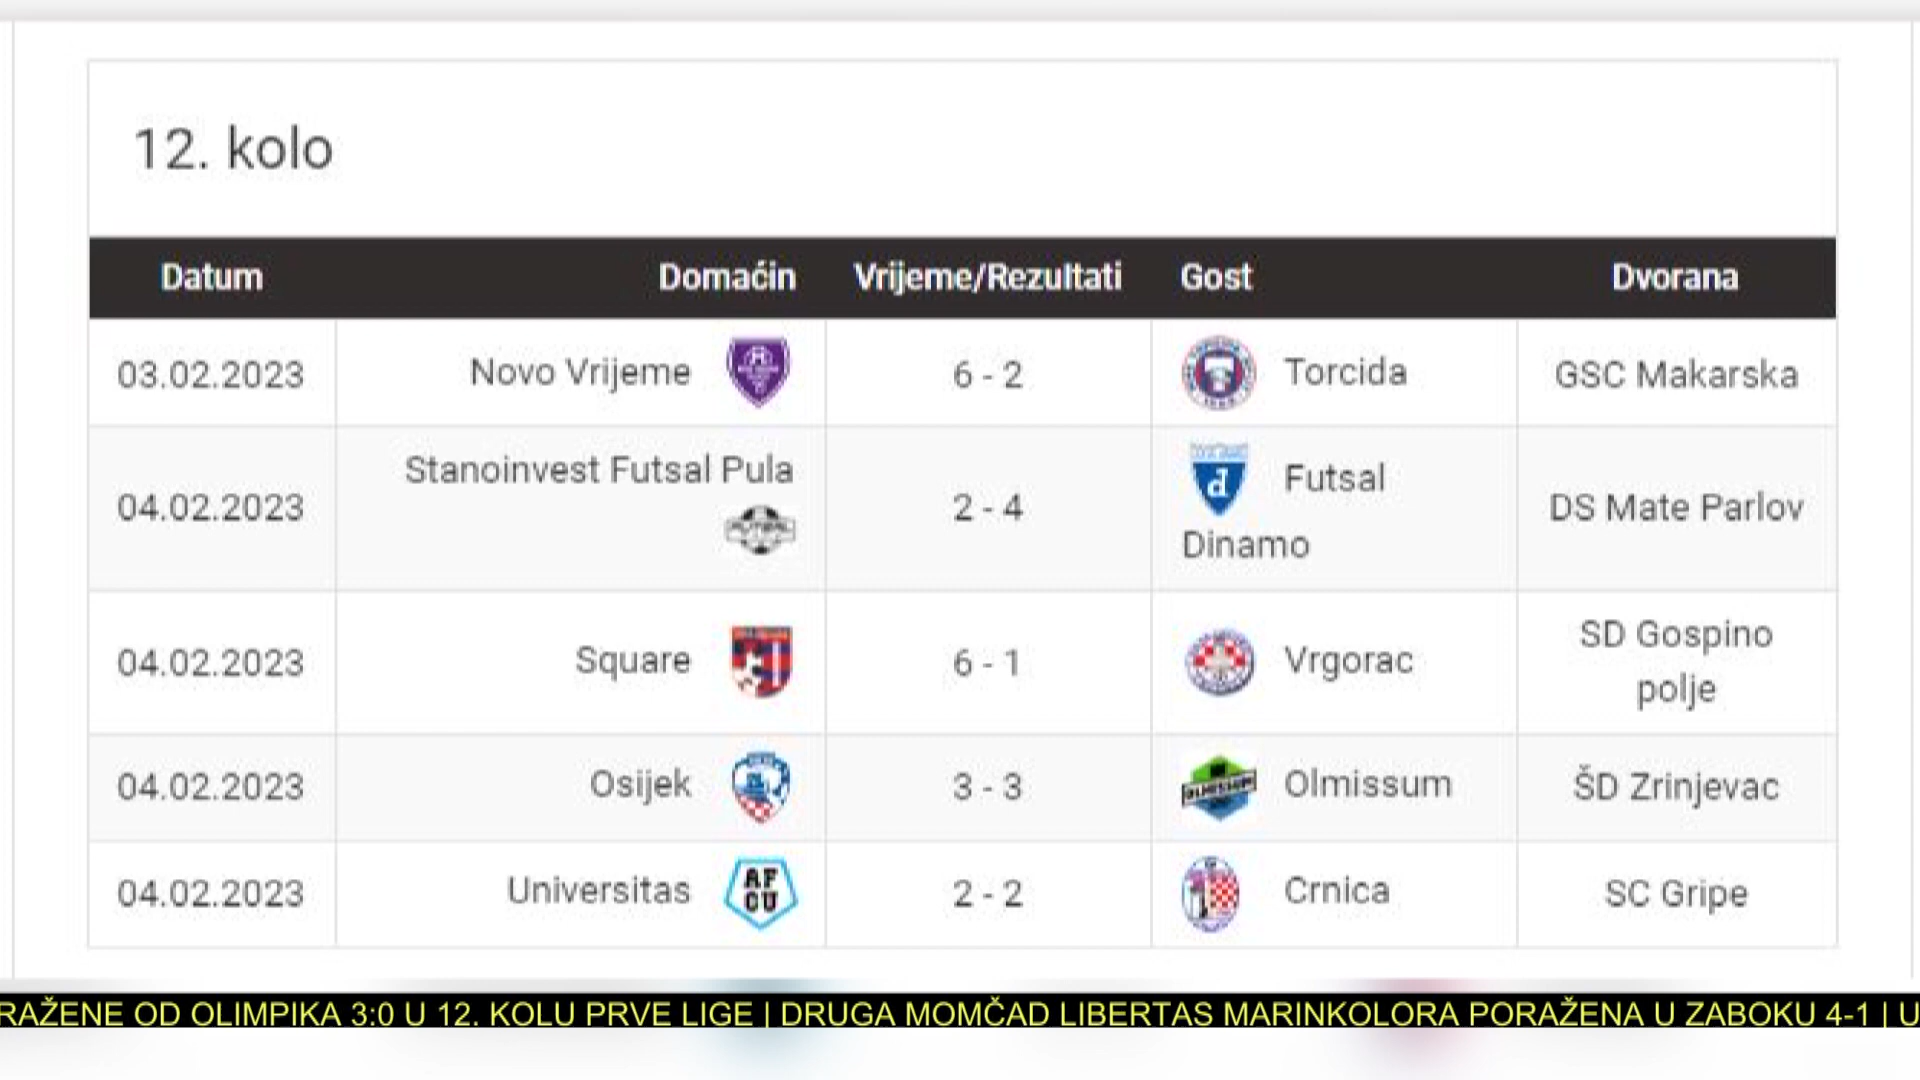 12. kolo
Datum Domaćin Vrijeme/Rezultati Gost Dvorana
03.02.2023 Novo Vrijeme 6 - 2 Torcida GSC Makarska
04.02.2023 Stanoinvest Futsal Pula 2 - 4 Futsal
Dinamo DS Mate Parlov
04.02.2023 Square 6 - 1 Vrgorac SD Gospino
polje
04.02.2023 Osijek 3 - 3 Olmissum ŠD Zrinjevac
04.02.2023 Universitas AF
CU 2 - 2 Crnica SC Gripe
RAŽENE OD OLIMPIKA 3:0 U 12. KOLU PRVE LIGE | DRUGA MOMČAD LIBERTAS MARINKOLORA PORAŽENA U ZABOKU 4-1 | U